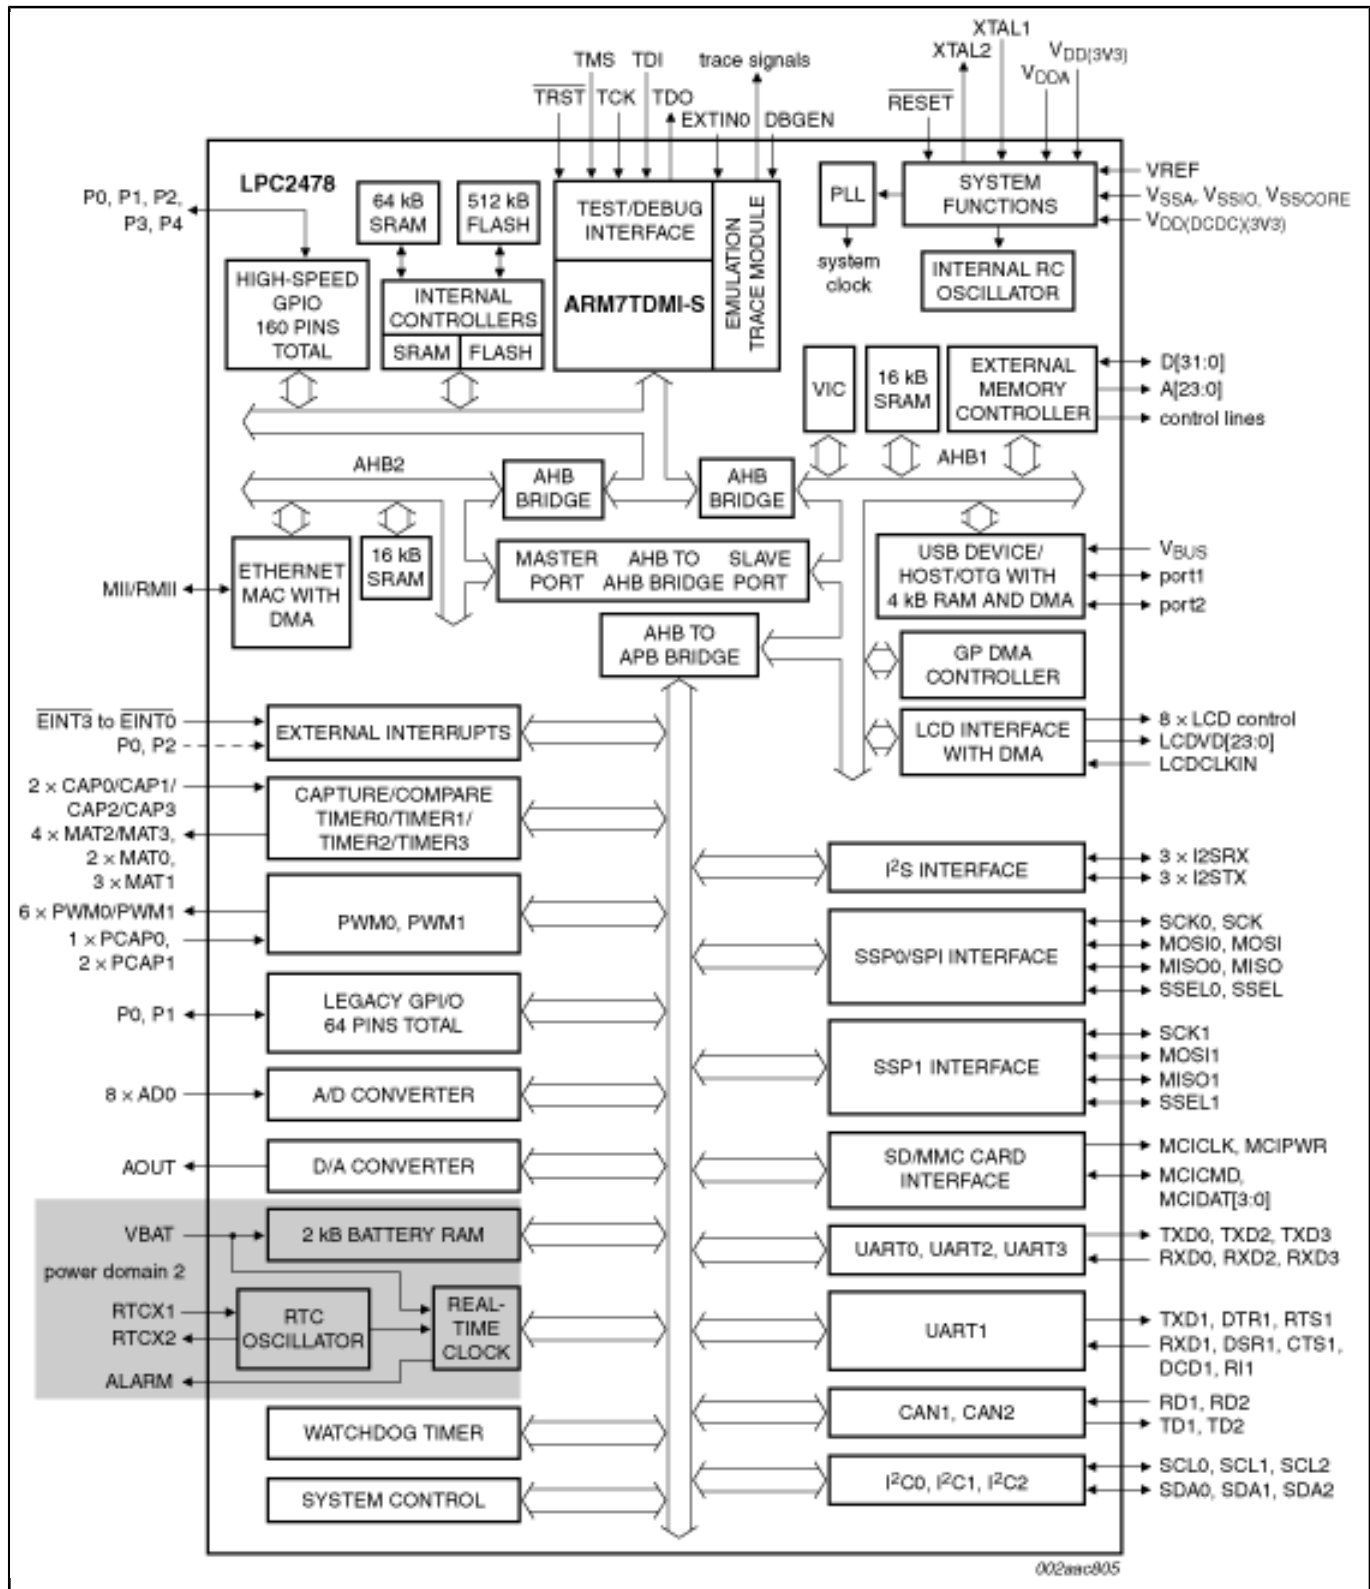 XTAL1
XTAL2
VDD(3V3)
VDDA
TMS TDI
trace signals
TRST TCK TDO
RESET
EXTIN0 DBGEN
LPC2478
P0, P1, P2,
P3, P4
64 kB
SRAM
512 kB
FLASH
TEST/DEBUG
INTERFACE
EMULATION
TRACE MODULE
PLL
SYSTEM
FUNCTIONS
VREF
VSSA, VSSIO, VSSCORE
VDD(DCDC)(3V3)
system
clock
HIGH-SPEED
GPIO
160 PINS
TOTAL
INTERNAL
CONTROLLERS
SRAM FLASH
ARM7TDMI-S
INTERNAL RC
OSCILLATOR
VIC
16 kB
SRAM
EXTERNAL
MEMORY
CONTROLLER
D[31:0]
A[23:0]
control lines
AHB2
AHB
BRIDGE
AHB
BRIDGE
AHB1
ETHERNET
MAC WITH
DMA
MII/RMII
16 kB
SRAM
MASTER AHB TO SLAVE
PORT AHB BRIDGE PORT
USB DEVICE/
HOST/OTG WITH
4 kB RAM AND DMA
VBUS
port1
port2
AHB TO
APB BRIDGE
GP DMA
CONTROLLER
EINT3 to EINT0
P0, P2
EXTERNAL INTERRUPTS
LCD INTERFACE
WITH DMA
8 × LCD control
LCDVD[23:0]
LCDCLKIN
2 × CAP0/CAP1/
CAP2/CAP3
4 × MAT2/MAT3,
2 × MAT0,
3 × MAT1
CAPTURE/COMPARE
TIMER0/TIMER1/
TIMER2/TIMER3
I²S INTERFACE
3 × I2SRX
3 × I2STX
6 × PWM0/PWM1
1 × PCAP0,
2 × PCAP1
PWM0, PWM1
SSP0/SPI INTERFACE
SCK0, SCK
MOSI0, MOSI
MISO0, MISO
SSEL0, SSEL
P0, P1
LEGACY GPI/O
64 PINS TOTAL
SSP1 INTERFACE
SCK1
MOSI1
MISO1
SSEL1
8 × AD0
A/D CONVERTER
AOUT
D/A CONVERTER
SD/MMC CARD
INTERFACE
MCICLK, MCIPWR
MCICMD,
MCIDAT[3:0]
VBAT
2 kB BATTERY RAM
power domain 2
UART0, UART2, UART3
TXD0, TXD2, TXD3
RXD0, RXD2, RXD3
RTCX1
RTCX2
RTC
OSCILLATOR
REAL-
TIME
CLOCK
ALARM
UART1
TXD1, DTR1, RTS1
RXD1, DSR1, CTS1,
DCD1, RI1
WATCHDOG TIMER
CAN1, CAN2
RD1, RD2
TD1, TD2
SYSTEM CONTROL
I²C0, I²C1, I²C2
SCL0, SCL1, SCL2
SDA0, SDA1, SDA2
002aac805